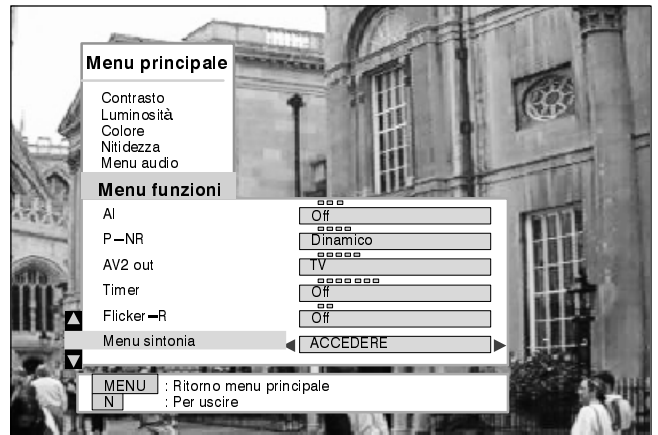 Menu principale
Contrasto
Luminosità
Colore
Nitidezza
Menu audio
Menu funzioni
AI Off
P–NR Dinamico
AV2 out TV
Timer Off
Flicker–R Off
Menu sintonia ACCEDERE
MENU : Ritorno menu principale
N : Per uscire